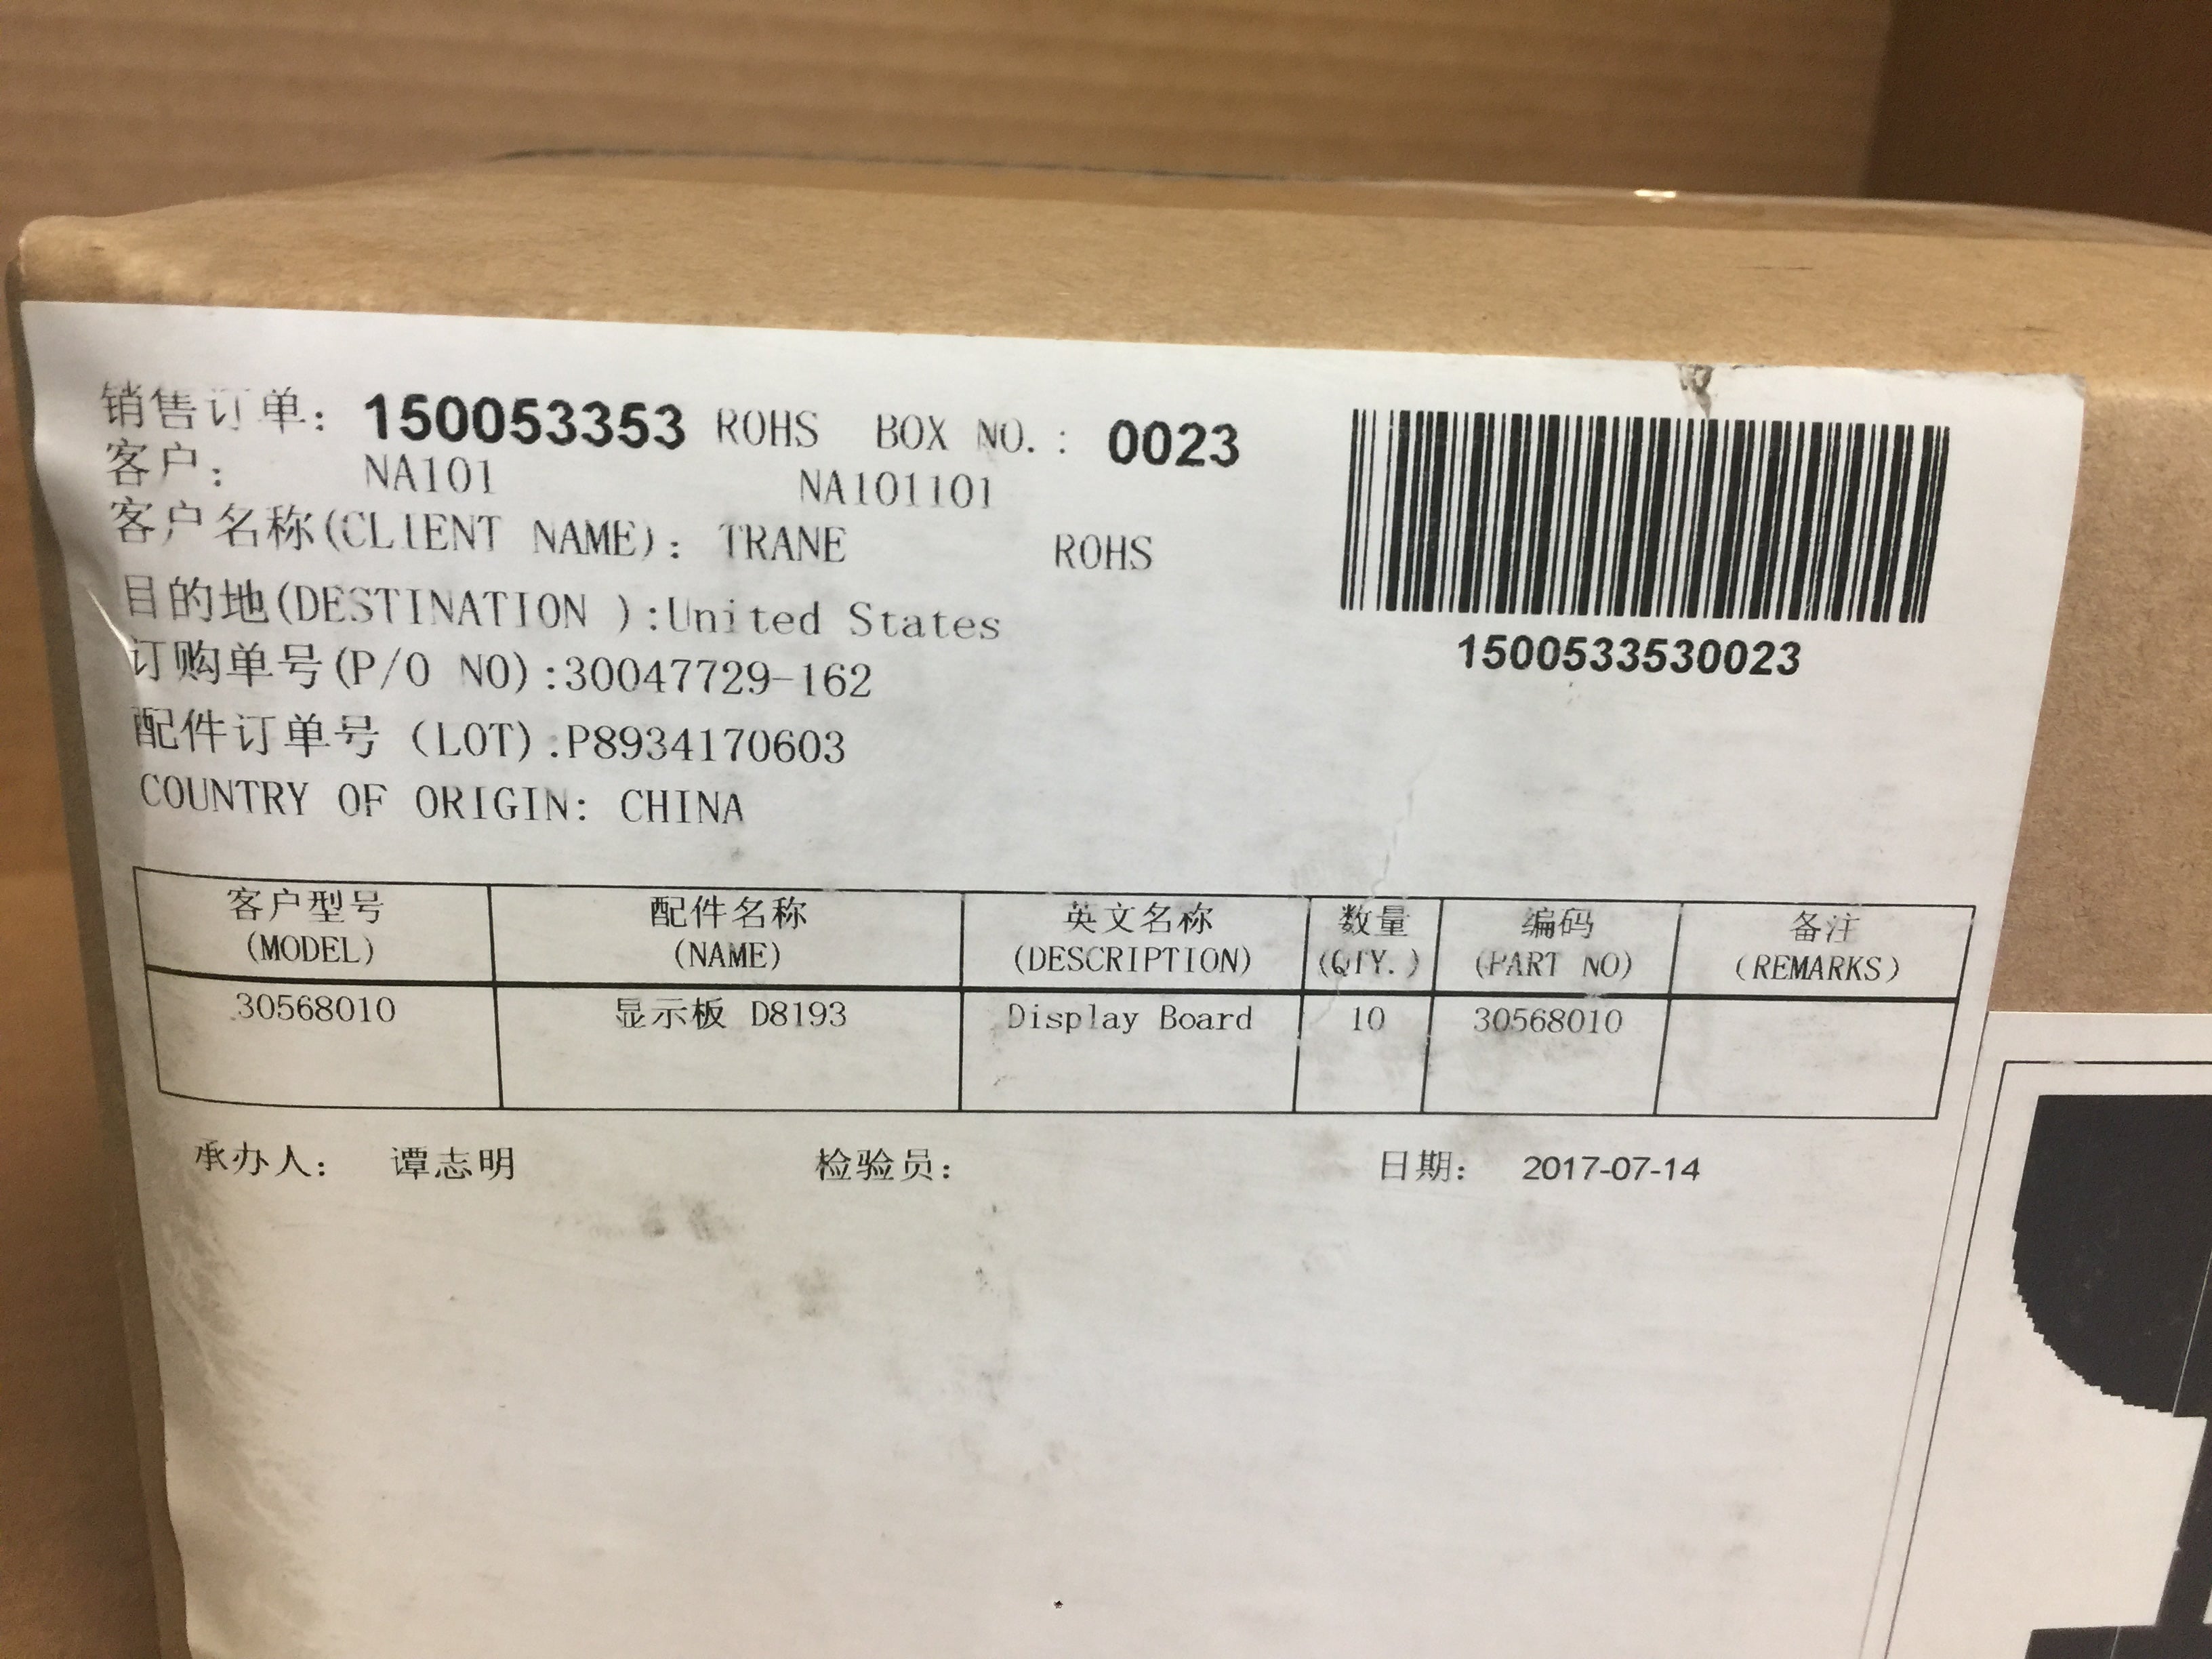 销售订单: 150053353 ROHS BOX NO.: 0023
客户: NA101 NA101101
客户名称(CLIENT NAME): TRANE ROHS
目的地(DESTINATION ):United States
订购单号(P/O NO):30047729-162
配件订单号 (LOT):P8934170603
COUNTRY OF ORIGIN: CHINA
1500533530023
客户型号 配件名称 英文名称 数量 编码 备注
(MODEL) (NAME) (DESCRIPTION) (QTY.) (PART NO) (REMARKS)
30568010 显示板 D8193 Display Board 10 30568010
承办人: 谭志明 检验员: 日期: 2017-07-14